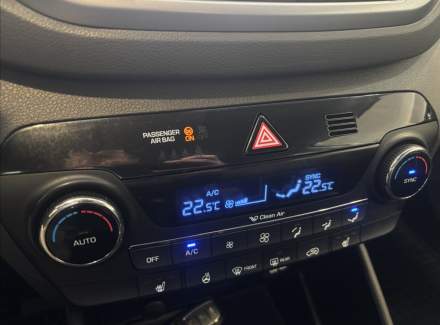 PASSENGER
AIR BAG ON
A/C SYNC
22.5°C 22.5°C
Clean Air
AUTO
SYNC
OFF A/C
FRONT REAR